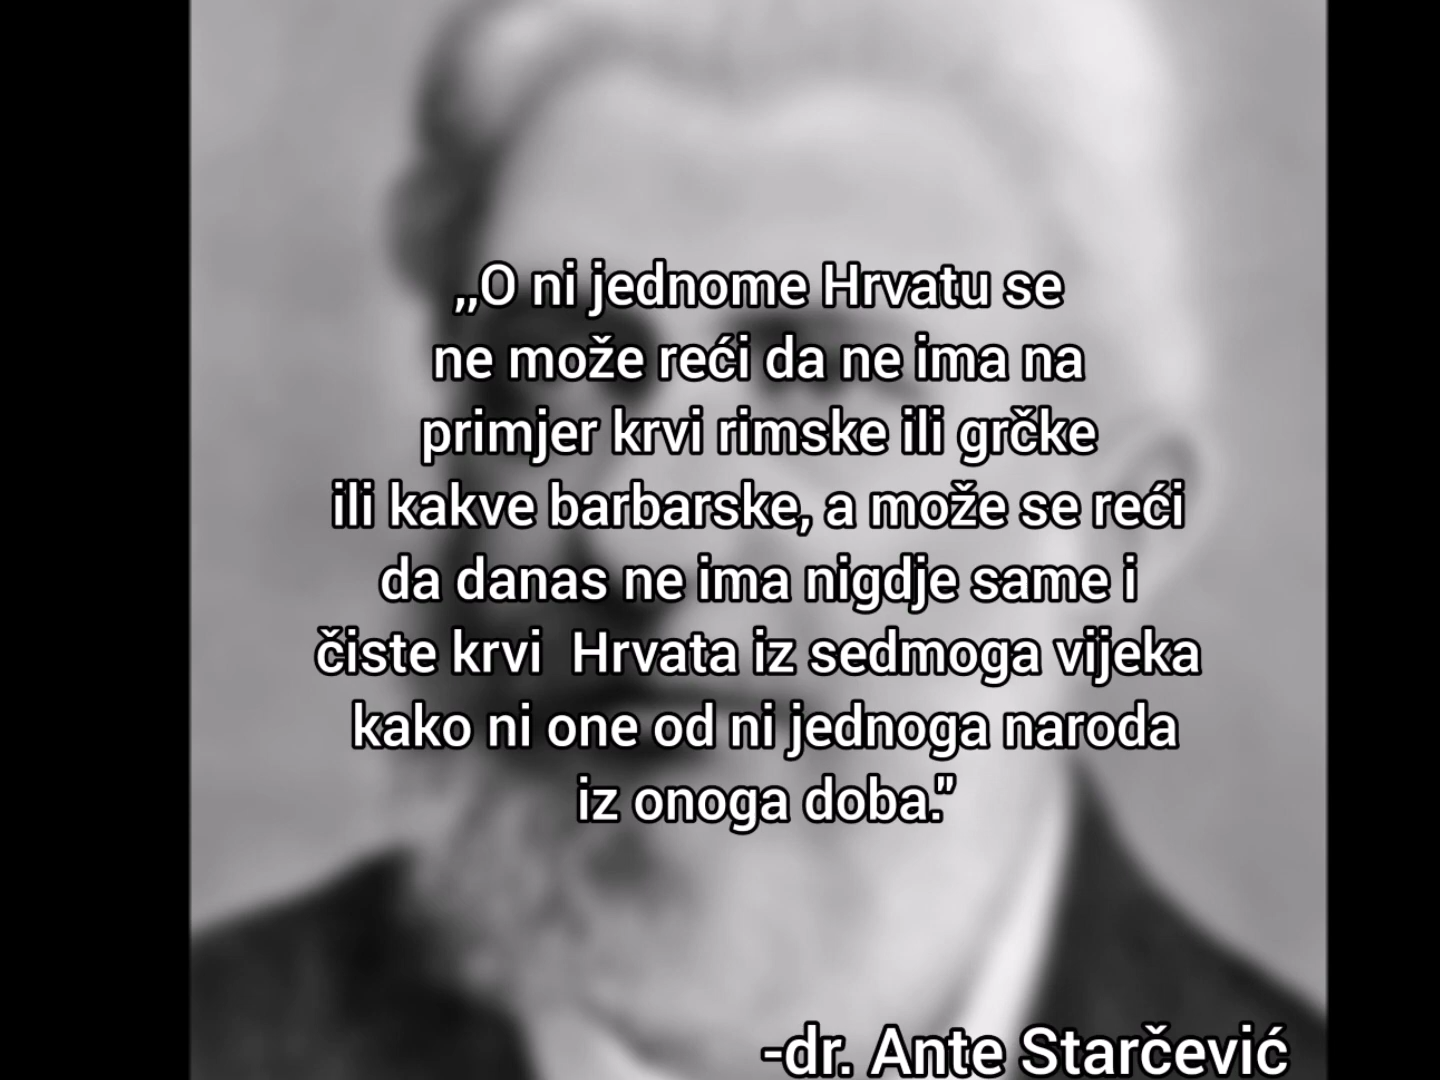 „O ni jednome Hrvatu se
ne može reći da ne ima na
primjer krvi rimske ili grčke
ili kakve barbarske, a može se reći
da danas ne ima nigdje same i
čiste krvi Hrvata iz sedmoga vijeka
kako ni one od ni jednoga naroda
iz onoga doba."
-dr. Ante Starčević